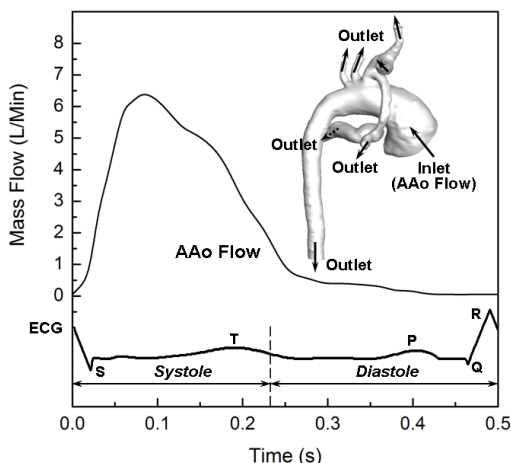 Mass Flow (L/Min)
8
7
6
5
4
3
2
1
0
Outlet
Outlet
Outlet
Inlet
(AAo Flow)
AAo Flow
Outlet
ECG
S
T
P
R
Q
Systole
Diastole
0.0 0.1 0.2 0.3 0.4 0.5
Time (s)